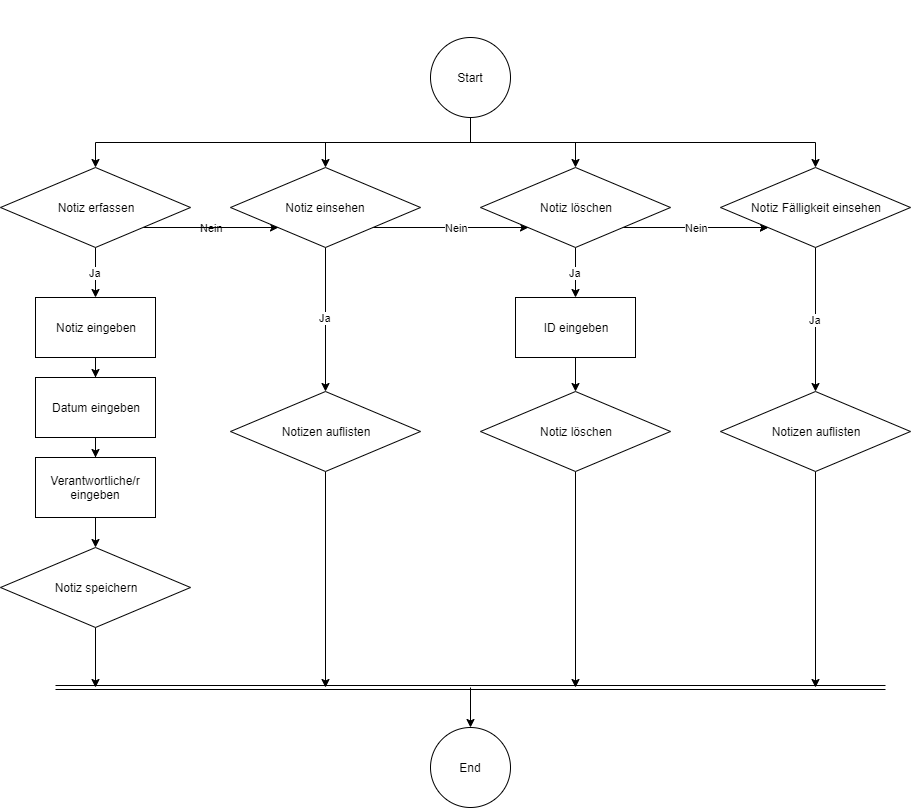 Start
Notiz erfassen
Notiz einsehen
Notiz löschen
Notiz Fälligkeit einsehen
Nein
Nein
Nein
Ja
Ja
Ja
Ja
Notiz eingeben
ID eingeben
Datum eingeben
Notizen auflisten
Notiz löschen
Notizen auflisten
Verantwortliche/r
eingeben
Notiz speichern
End